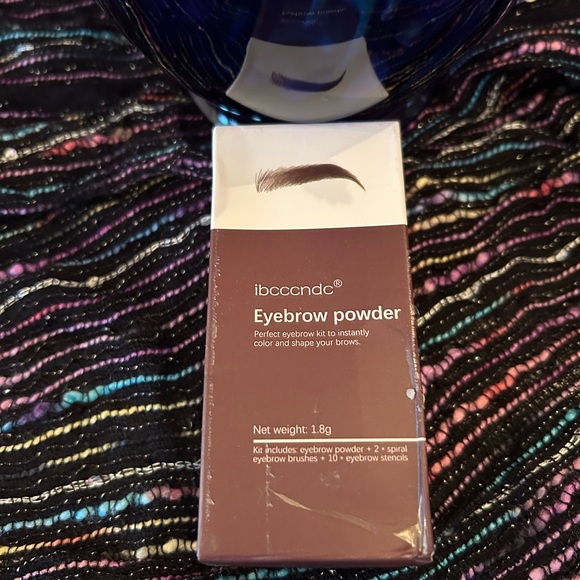 ibcccndc®
Eyebrow powder
Perfect eyebrow kit to instantly
color and shape your brows.
Net weight: 1.8g
Kit includes: eyebrow powder + 2 * spiral
eyebrow brushes + 10 * eyebrow stencils